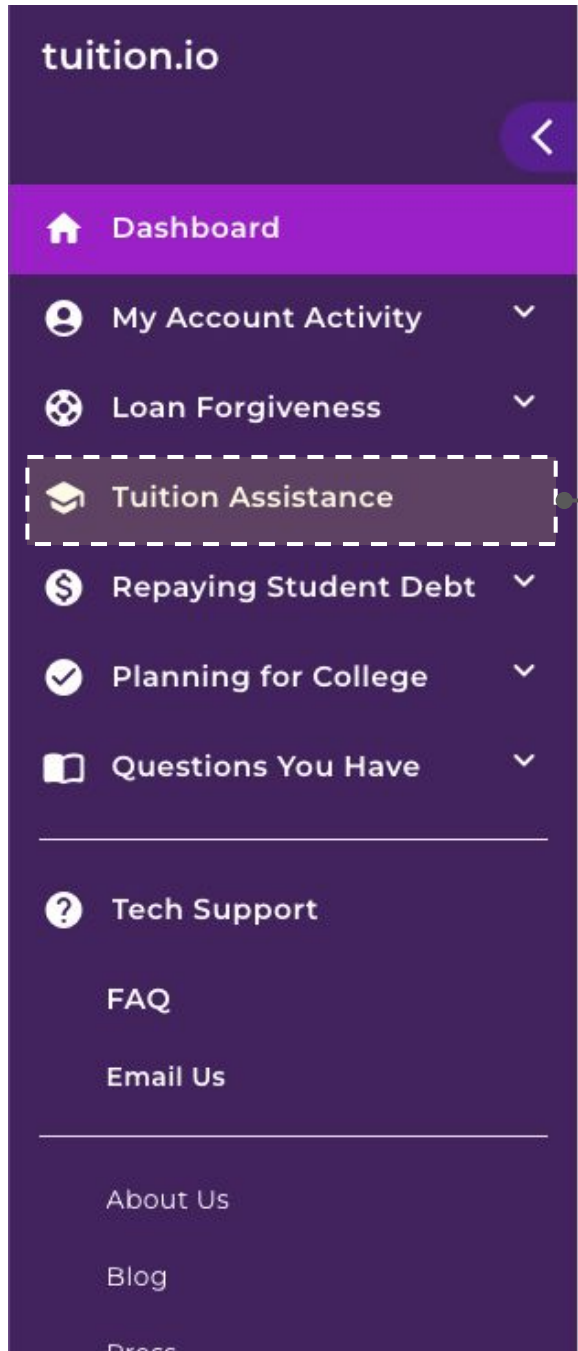 tuition.io
Dashboard
My Account Activity
Loan Forgiveness
Tuition Assistance
Repaying Student Debt
Planning for College
Questions You Have
Tech Support
FAQ
Email Us
About Us
Blog